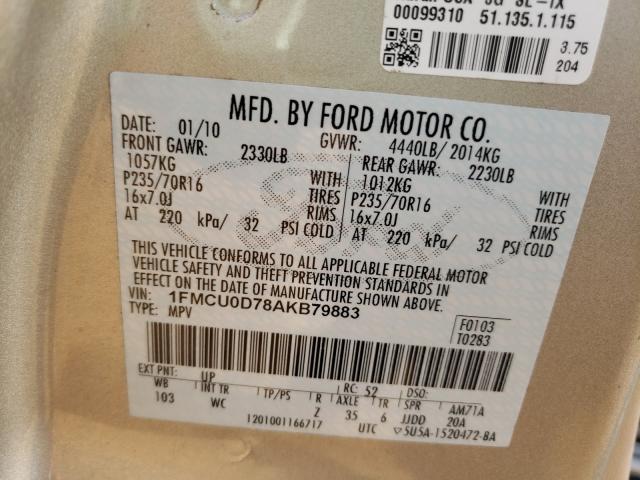 00099310 51.135.1.115
3.75
204
MFD. BY FORD MOTOR CO.
DATE: 01/10 GVWR: 4440LB/ 2014KG
FRONT GAWR: 2330LB REAR GAWR: 2230LB
1057KG WITH 1012KG WITH
P235/70R16 TIRES P235/70R16 TIRES
16x7.0J RIMS 16x7.0J RIMS
AT 220 kPa/ 32 PSI COLD AT 220 kPa/ 32 PSI COLD
THIS VEHICLE CONFORMS TO ALL APPLICABLE FEDERAL MOTOR
VEHICLE SAFETY AND THEFT PREVENTION STANDARDS IN
EFFECT ON THE DATE OF MANUFACTURE SHOWN ABOVE.
VIN: 1FMCU0D78AKB79883
TYPE: MPV
F0103
T0283
EXT PNT: UP RC: 52 DSO:
WB INT TR TP/PS R AXLE TR SPR AM71A
103 WC Z 35 6 JJDD 20A
1201001166717 UTC ▽5U5A-1520472-BA